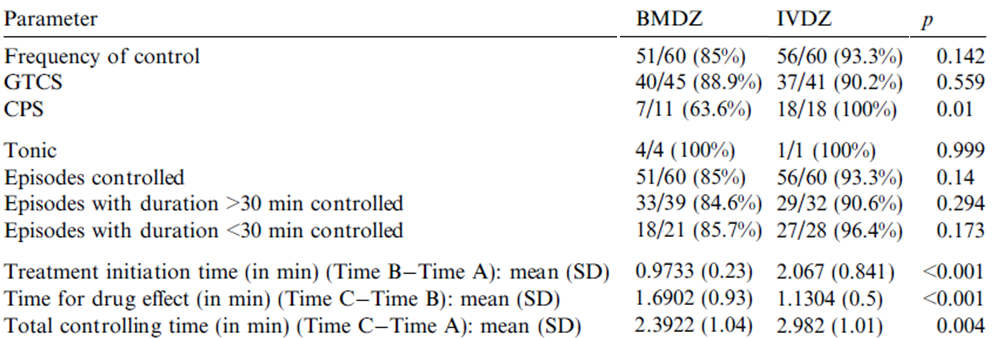 Parameter BMDZ IVDZ p
Frequency of control 51/60 (85%) 56/60 (93.3%) 0.142
GTCS 40/45 (88.9%) 37/41 (90.2%) 0.559
CPS 7/11 (63.6%) 18/18 (100%) 0.01
Tonic 4/4 (100%) 1/1 (100%) 0.999
Episodes controlled 51/60 (85%) 56/60 (93.3%) 0.14
Episodes with duration >30 min controlled 33/39 (84.6%) 29/32 (90.6%) 0.294
Episodes with duration <30 min controlled 18/21 (85.7%) 27/28 (96.4%) 0.173
Treatment initiation time (in min) (Time B−Time A): mean (SD) 0.9733 (0.23) 2.067 (0.841) <0.001
Time for drug effect (in min) (Time C−Time B): mean (SD) 1.6902 (0.93) 1.1304 (0.5) <0.001
Total controlling time (in min) (Time C−Time A): mean (SD) 2.3922 (1.04) 2.982 (1.01) 0.004